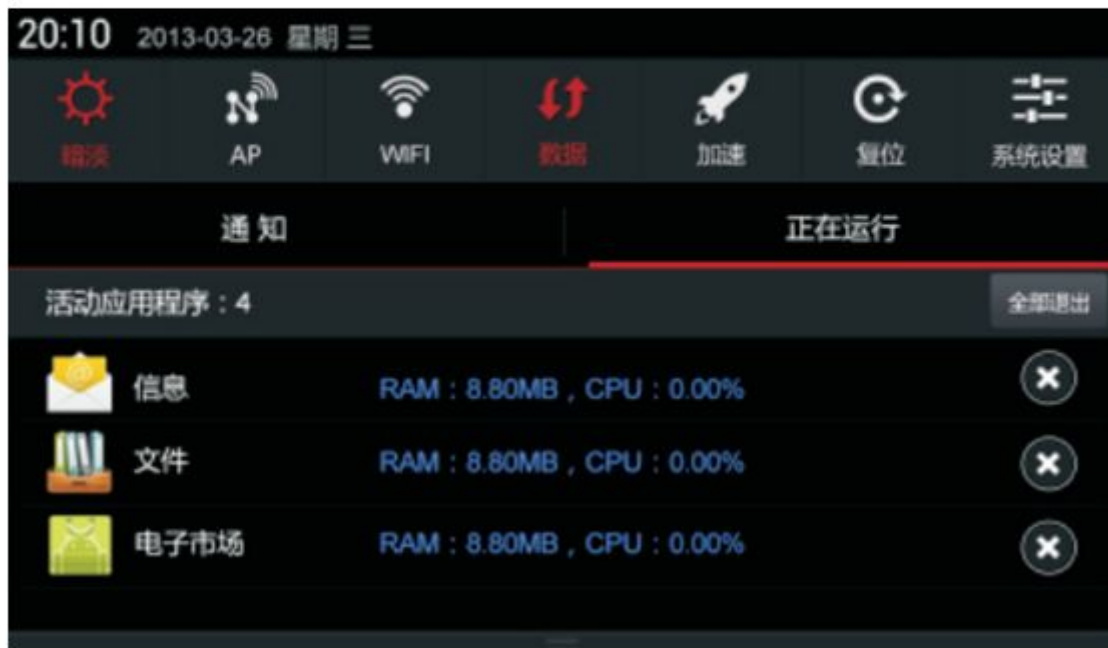 20:10 2013-03-26 星期三
暗淡 AP WIFI 数据 加速 复位 系统设置
通知 正在运行
活动应用程序：4 全部退出
信息 RAM：8.80MB，CPU：0.00%
文件 RAM：8.80MB，CPU：0.00%
电子市场 RAM：8.80MB，CPU：0.00%